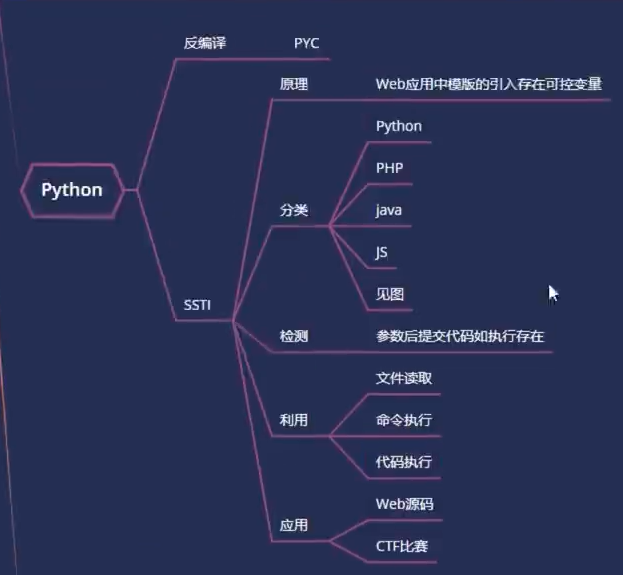 反编译 PYC
原理 Web应用中模版的引入存在可控变量
Python
PHP
Python
分类 java
JS
见图
SSTI
检测 参数后提交代码如执行存在
文件读取
利用 命令执行
代码执行
Web源码
应用
CTF比赛